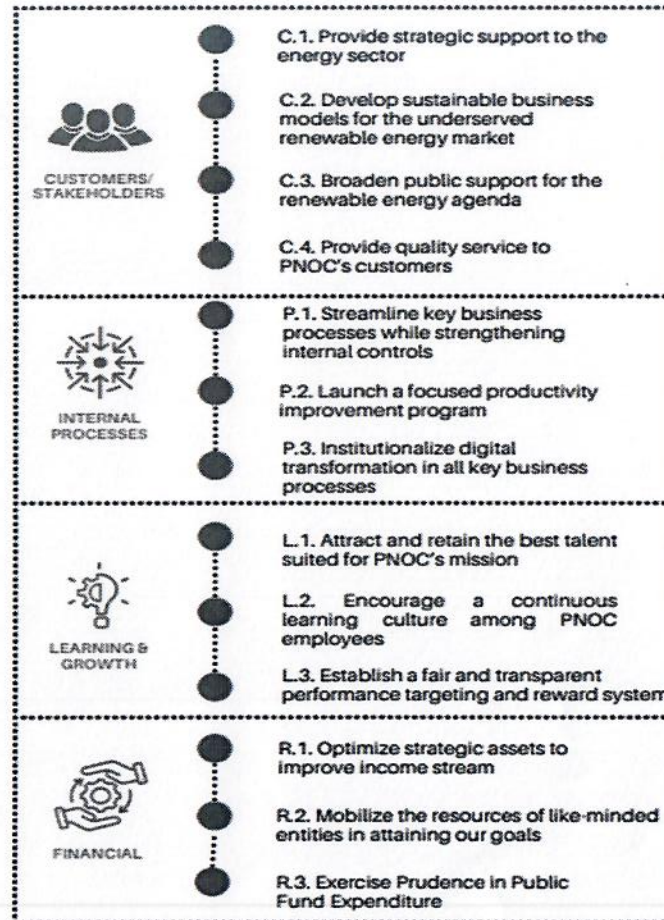 C.1. Provide strategic support to the
energy sector
C.2. Develop sustainable business
models for the underserved
renewable energy market
CUSTOMERS/
STAKEHOLDERS
C.3. Broaden public support for the
renewable energy agenda
C.4. Provide quality service to
PNOC's customers
P.1. Streamline key business
processes while strengthening
internal controls
P.2. Launch a focused productivity
improvement program
INTERNAL
PROCESSES
P.3. Institutionalize digital
transformation in all key business
processes
L.1. Attract and retain the best talent
suited for PNOC's mission
L.2. Encourage a continuous
learning culture among PNOC
employees
LEARNING &
GROWTH
L.3. Establish a fair and transparent
performance targeting and reward system
R.1. Optimize strategic assets to
improve income stream
R.2. Mobilize the resources of like-minded
entities in attaining our goals
FINANCIAL
R.3. Exercise Prudence in Public
Fund Expenditure